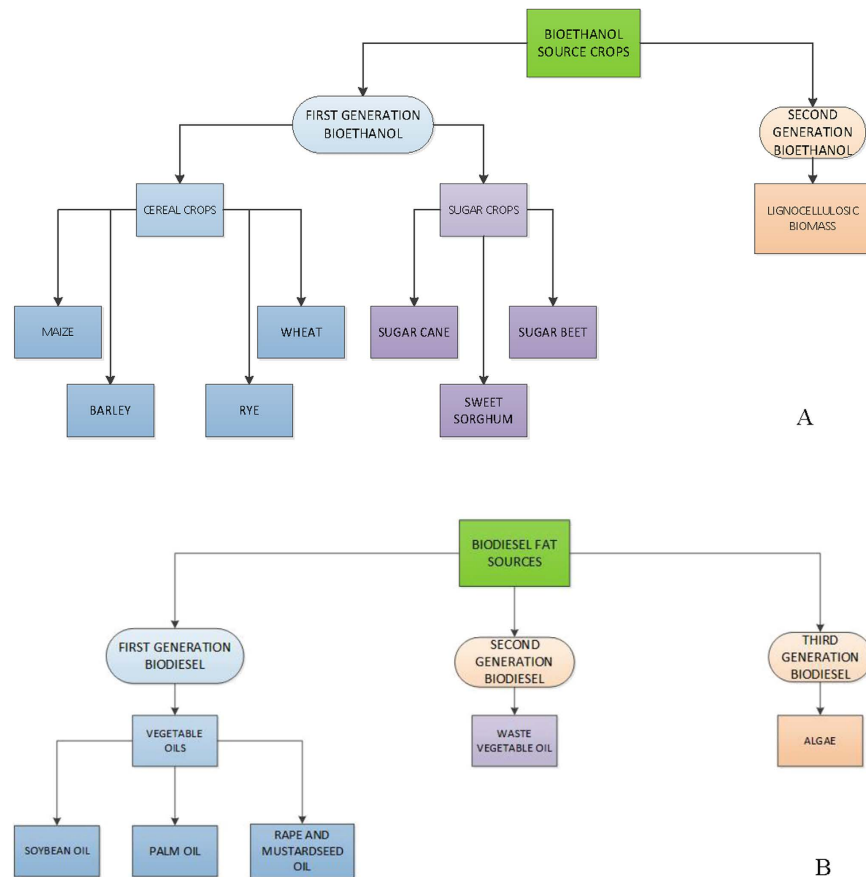 BIOETHANOL
SOURCE CROPS
FIRST GENERATION
BIOETHANOL
SECOND
GENERATION
BIOETHANOL
CEREAL CROPS
SUGAR CROPS
LIGNOCELLULOSIC
BIOMASS
MAIZE
WHEAT
SUGAR CANE
SUGAR BEET
BARLEY
RYE
SWEET
SORGHUM
A
BIODIESEL FAT
SOURCES
FIRST GENERATION
BIODIESEL
SECOND
GENERATION
BIODIESEL
THIRD
GENERATION
BIODIESEL
VEGETABLE
OILS
WASTE
VEGETABLE OIL
ALGAE
SOYBEAN OIL
PALM OIL
RAPE AND
MUSTARDSEED
OIL
B